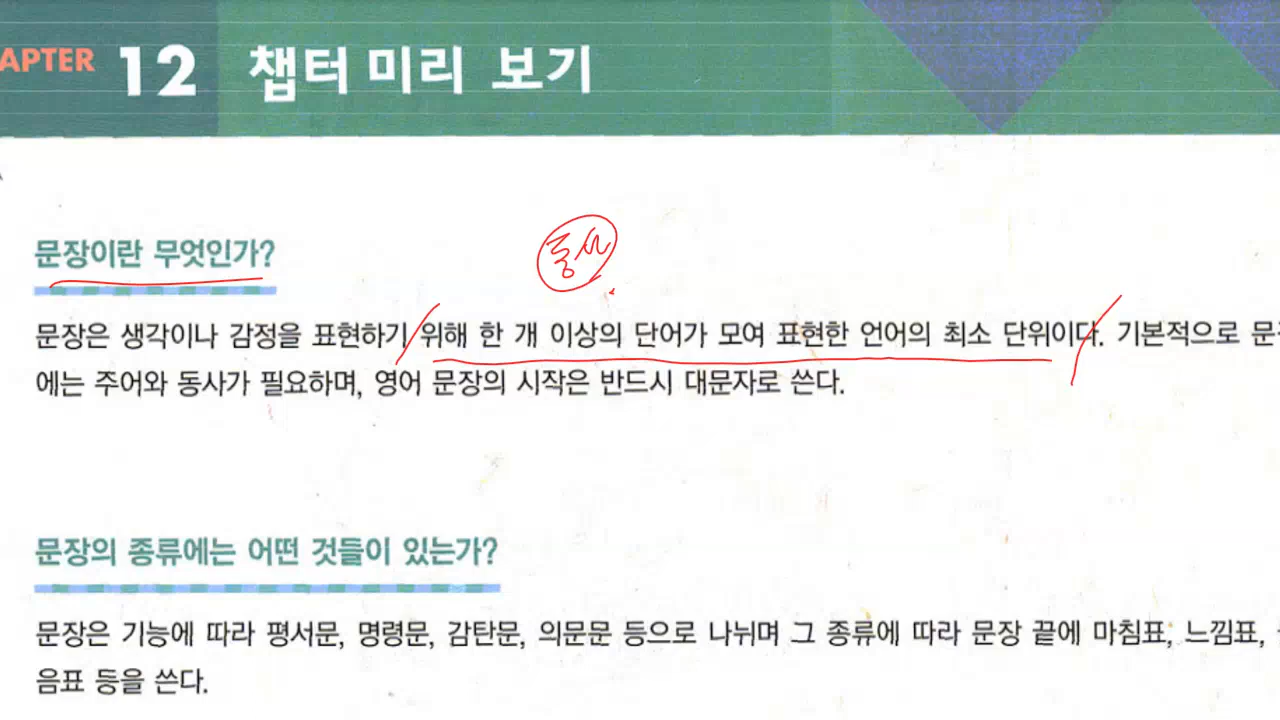 APTER 12 챕터 미리 보기
동사
문장이란 무엇인가?
문장은 생각이나 감정을 표현하기 위해 한 개 이상의 단어가 모여 표현한 언어의 최소 단위이다. 기본적으로 문
에는 주어와 동사가 필요하며, 영어 문장의 시작은 반드시 대문자로 쓴다.
문장의 종류에는 어떤 것들이 있는가?
문장은 기능에 따라 평서문, 명령문, 감탄문, 의문문 등으로 나뉘며 그 종류에 따라 문장 끝에 마침표, 느낌표,
음표 등을 쓴다.